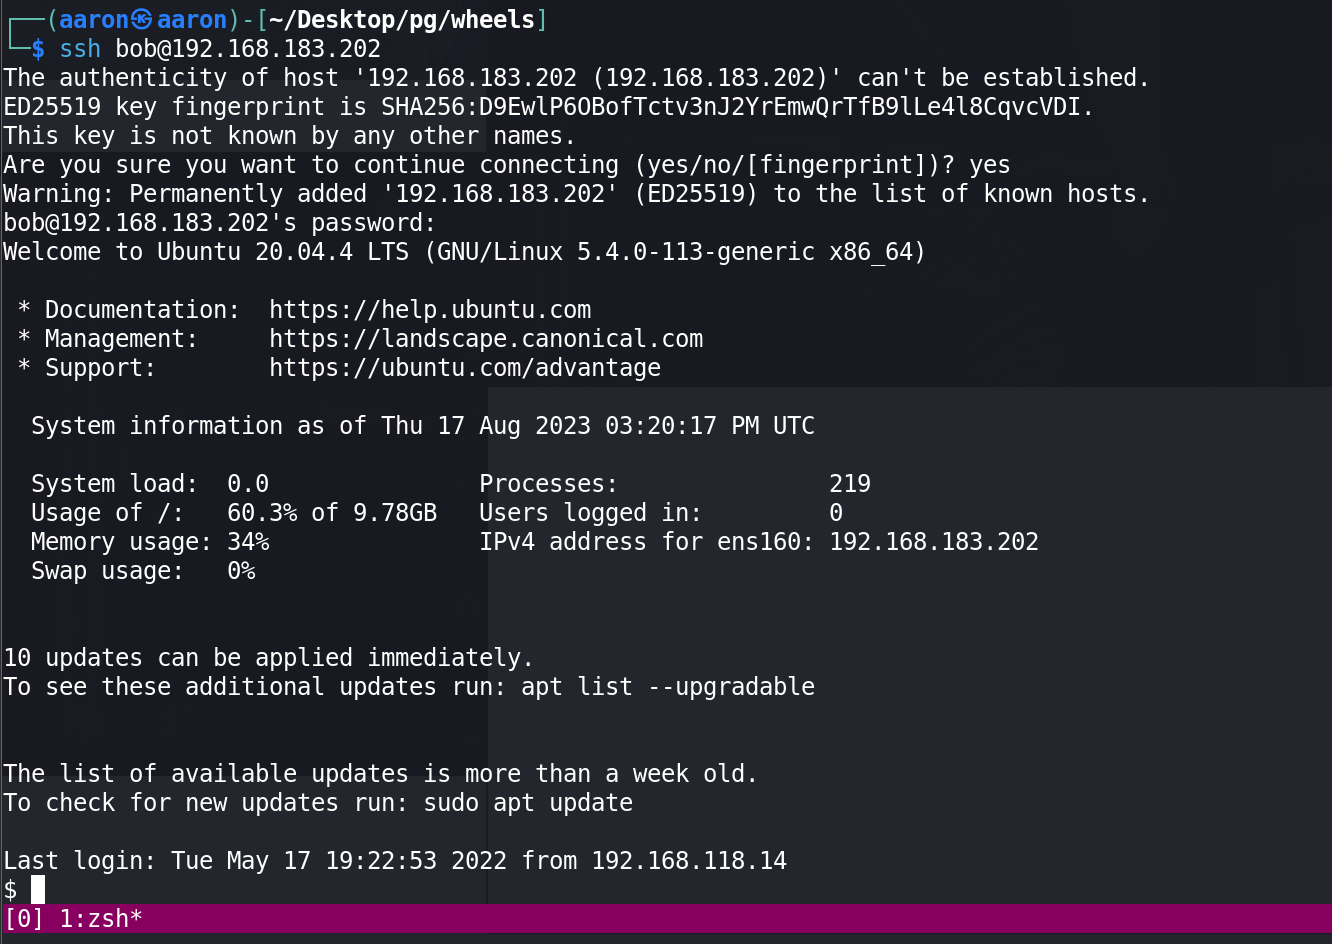 ┌──(aaron㉿aaron)-[~/Desktop/pg/wheels]
└─$ ssh bob@192.168.183.202
The authenticity of host '192.168.183.202 (192.168.183.202)' can't be established.
ED25519 key fingerprint is SHA256:D9EwlP6OBofTctv3nJ2YrEmwQrTfB9lLe4l8CqvcVDI.
This key is not known by any other names.
Are you sure you want to continue connecting (yes/no/[fingerprint])? yes
Warning: Permanently added '192.168.183.202' (ED25519) to the list of known hosts.
bob@192.168.183.202's password:
Welcome to Ubuntu 20.04.4 LTS (GNU/Linux 5.4.0-113-generic x86_64)
 * Documentation:  https://help.ubuntu.com
 * Management:     https://landscape.canonical.com
 * Support:        https://ubuntu.com/advantage
  System information as of Thu 17 Aug 2023 03:20:17 PM UTC
  System load:  0.0               Processes:               219
  Usage of /:   60.3% of 9.78GB   Users logged in:         0
  Memory usage: 34%               IPv4 address for ens160: 192.168.183.202
  Swap usage:   0%
10 updates can be applied immediately.
To see these additional updates run: apt list --upgradable
The list of available updates is more than a week old.
To check for new updates run: sudo apt update
Last login: Tue May 17 19:22:53 2022 from 192.168.118.14
$
[0] 1:zsh*